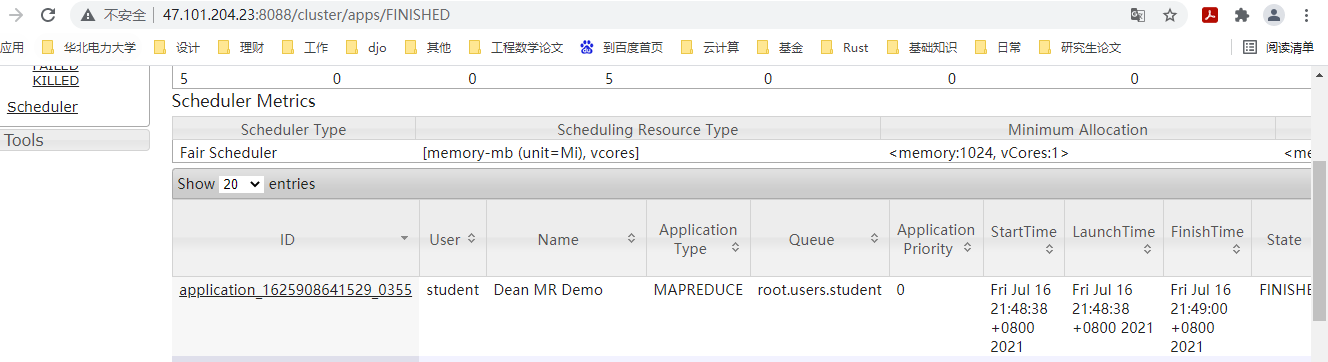 不安全 | 47.101.204.23:8088/cluster/apps/FINISHED
应用 华北电力大学 设计 理财 工作 djo 其他 工程数学论文 到百度首页 云计算 基金 Rust 基础知识 日常 研究生论文 阅读清单
FAILED
KILLED
Scheduler
Tools
5 0 0 5 0 0 0
Scheduler Metrics
Scheduler Type Scheduling Resource Type Minimum Allocation
Fair Scheduler [memory-mb (unit=Mi), vcores] <memory:1024, vCores:1> <me
Show 20 entries
ID User Name Application Type Queue Application Priority StartTime LaunchTime FinishTime State
application_1625908641529_0355 student Dean MR Demo MAPREDUCE root.users.student 0 Fri Jul 16 Fri Jul 16 Fri Jul 16 FINISHE
21:48:38 21:48:38 21:49:00
+0800 +0800 2021 +0800
2021 2021